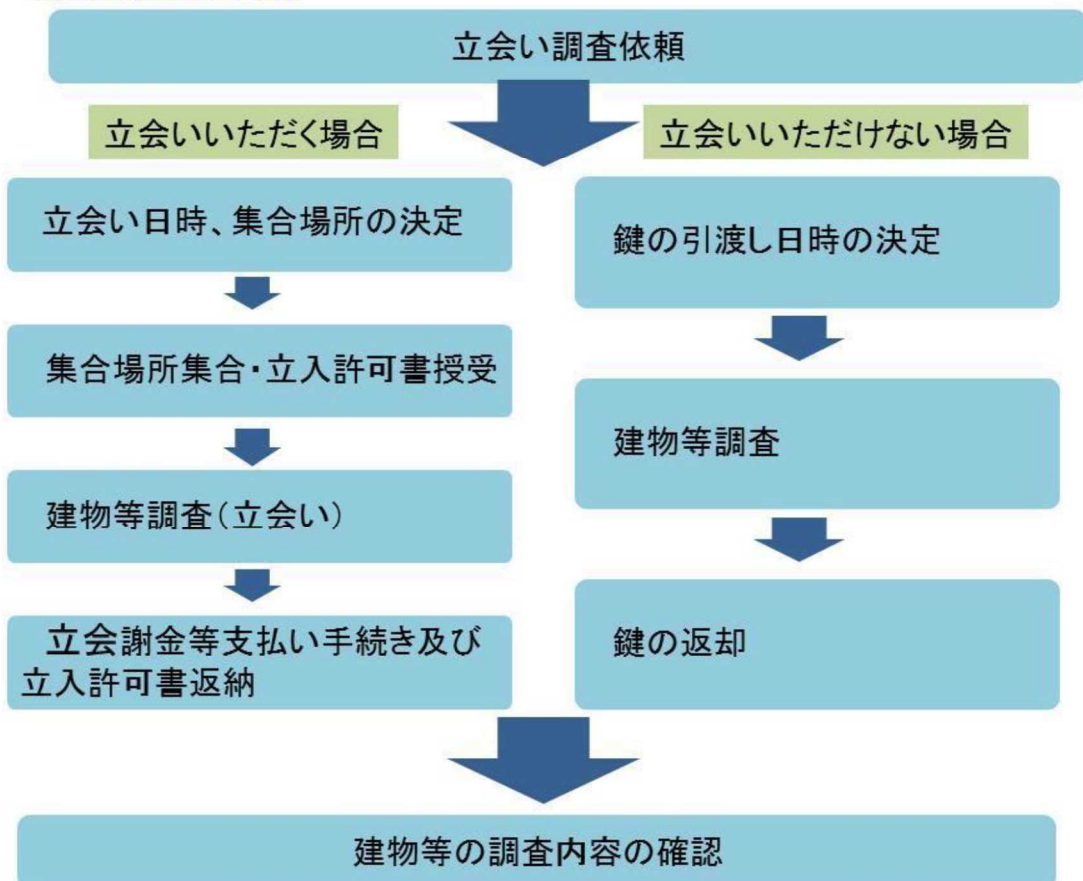 立会い調査依頼
立会いいただく場合
立会い日時、集合場所の決定
集合場所集合・立入許可書授受
建物等調査(立会い)
立会謝金等支払い手続き及び
立入許可書返納
立会いいただけない場合
鍵の引渡し日時の決定
建物等調査
鍵の返却
建物等の調査内容の確認